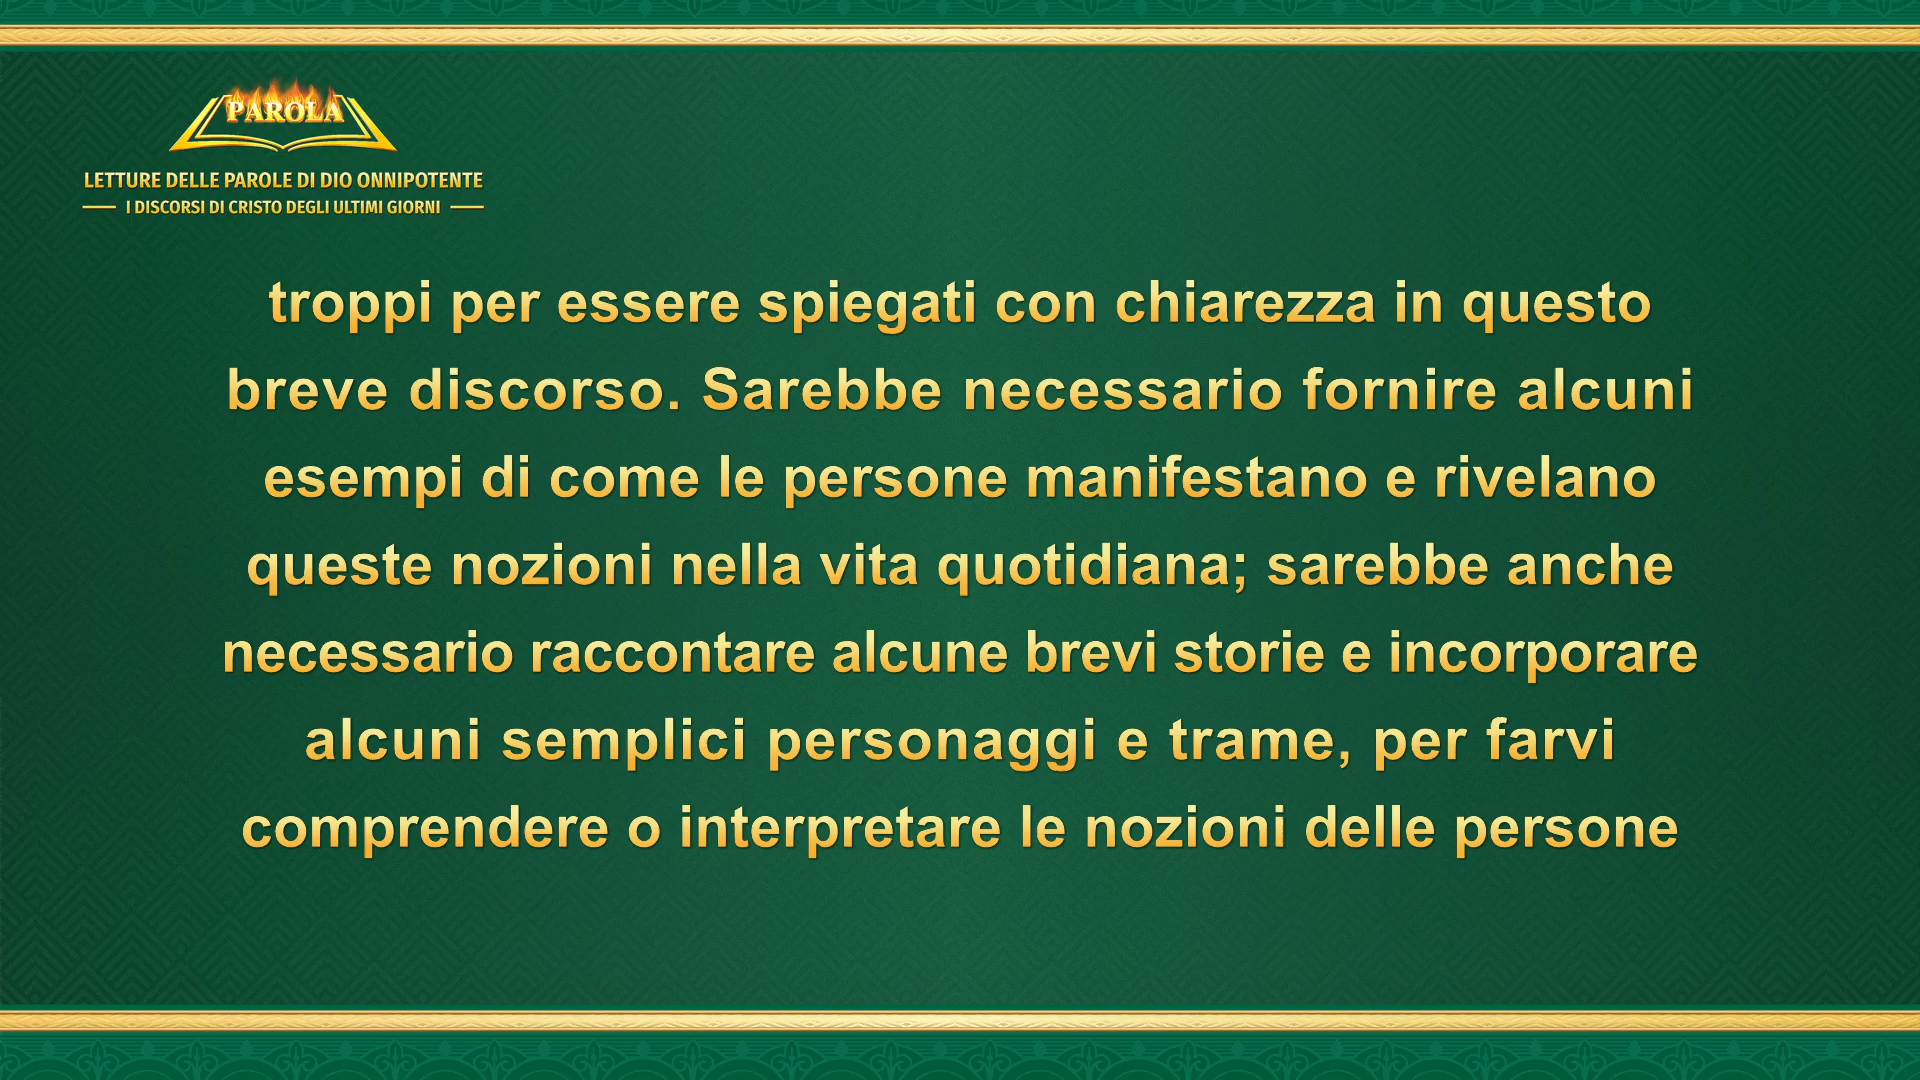 PAROLA
LETTURE DELLE PAROLE DI DIO ONNIPOTENTE
I DISCORSI DI CRISTO DEGLI ULTIMI GIORNI
troppi per essere spiegati con chiarezza in questo
breve discorso. Sarebbe necessario fornire alcuni
esempi di come le persone manifestano e rivelano
queste nozioni nella vita quotidiana; sarebbe anche
necessario raccontare alcune brevi storie e incorporare
alcuni semplici personaggi e trame, per farvi
comprendere o interpretare le nozioni delle persone